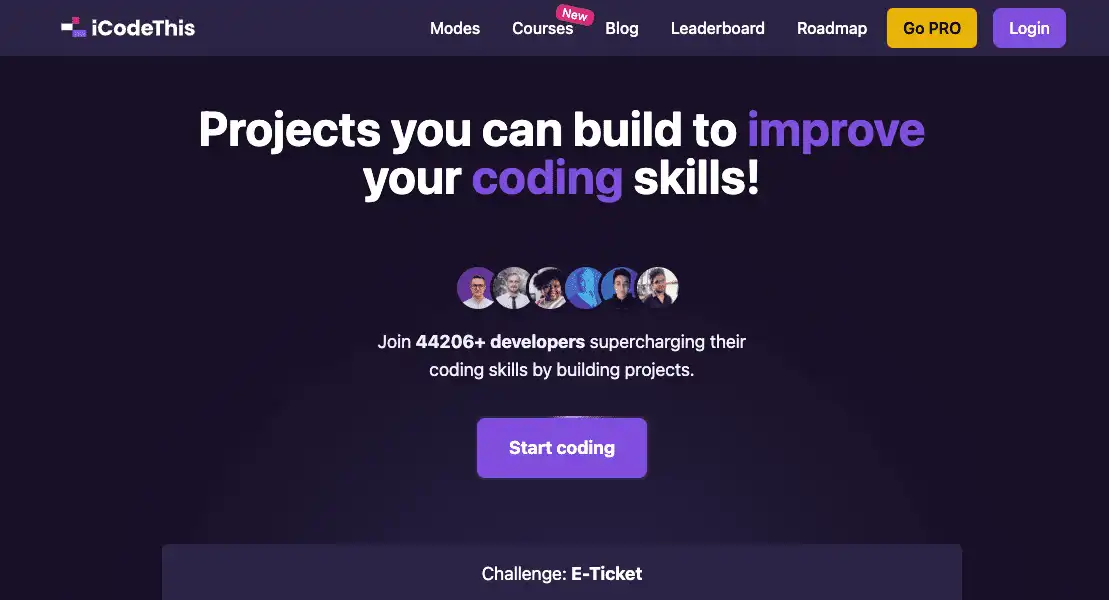 iCodeThis
Modes
Courses
New
Blog
Leaderboard
Roadmap
Go PRO
Login
Projects you can build to improve
your coding skills!
Join 44206+ developers supercharging their
coding skills by building projects.
Start coding
Challenge: E-Ticket